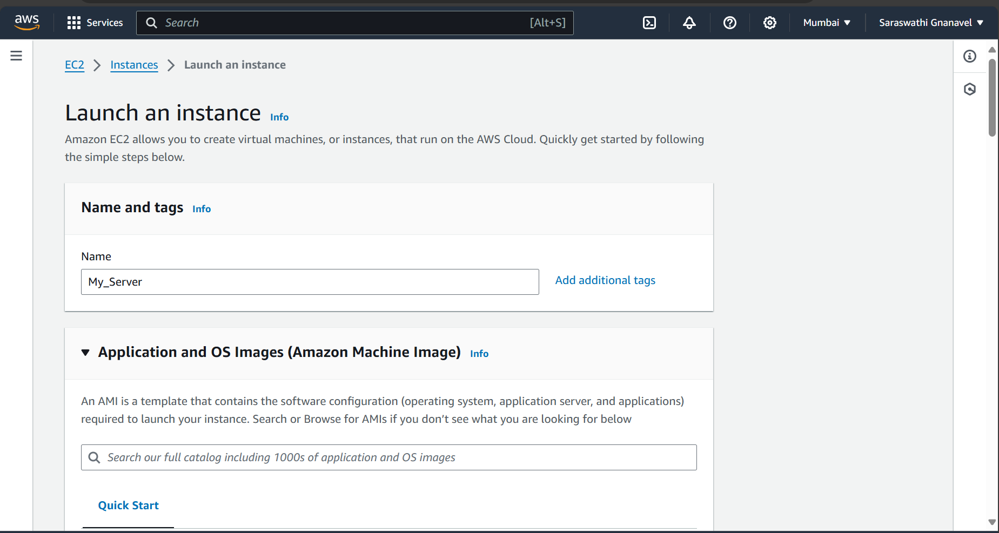 aws
Services
Search
[Alt+S]
Mumbai
Saraswathi Gnanavel
EC2
Instances
Launch an instance
Launch an instance
Info
Amazon EC2 allows you to create virtual machines, or instances, that run on the AWS Cloud. Quickly get started by following
the simple steps below.
Name and tags
Info
Name
My_Server
Add additional tags
Application and OS Images (Amazon Machine Image)
Info
An AMI is a template that contains the software configuration (operating system, application server, and applications)
required to launch your instance. Search or Browse for AMIs if you don’t see what you are looking for below
Search our full catalog including 1000s of application and OS images
Quick Start